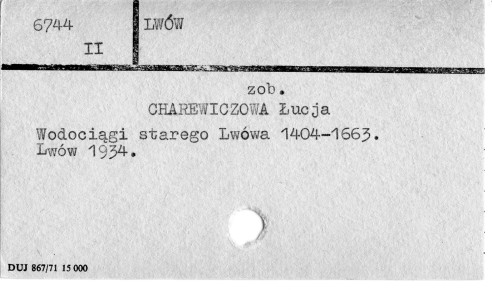 6744 LWÓW
II
zob.
CHAREWICZOWA Łucja
Wodociągi starego Lwówa 1404-1663.
Lwów 1934.
DUJ 867/71 15 000